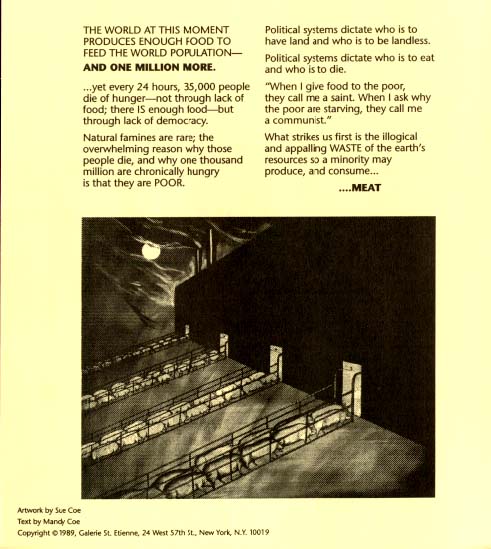 THE WORLD AT THIS MOMENT
PRODUCES ENOUGH FOOD TO
FEED THE WORLD POPULATION—
AND ONE MILLION MORE.
...yet every 24 hours, 35,000 people
die of hunger—not through lack of
food; there IS enough food—but
through lack of democracy.
Natural famines are rare; the
overwhelming reason why those
people die, and why one thousand
million are chronically hungry
is that they are POOR.
Political systems dictate who is to
have land and who is to be landless.
Political systems dictate who is to eat
and who is to die.
"When I give food to the poor,
they call me a saint. When I ask why
the poor are starving, they call me
a communist."
What strikes us first is the illogical
and appalling WASTE of the earth's
resources so a minority may
produce, and consume...
....MEAT
Artwork by Sue Coe
Text by Mandy Coe
Copyright © 1989, Galerie St. Etienne, 24 West 57th St., New York, N.Y. 10019